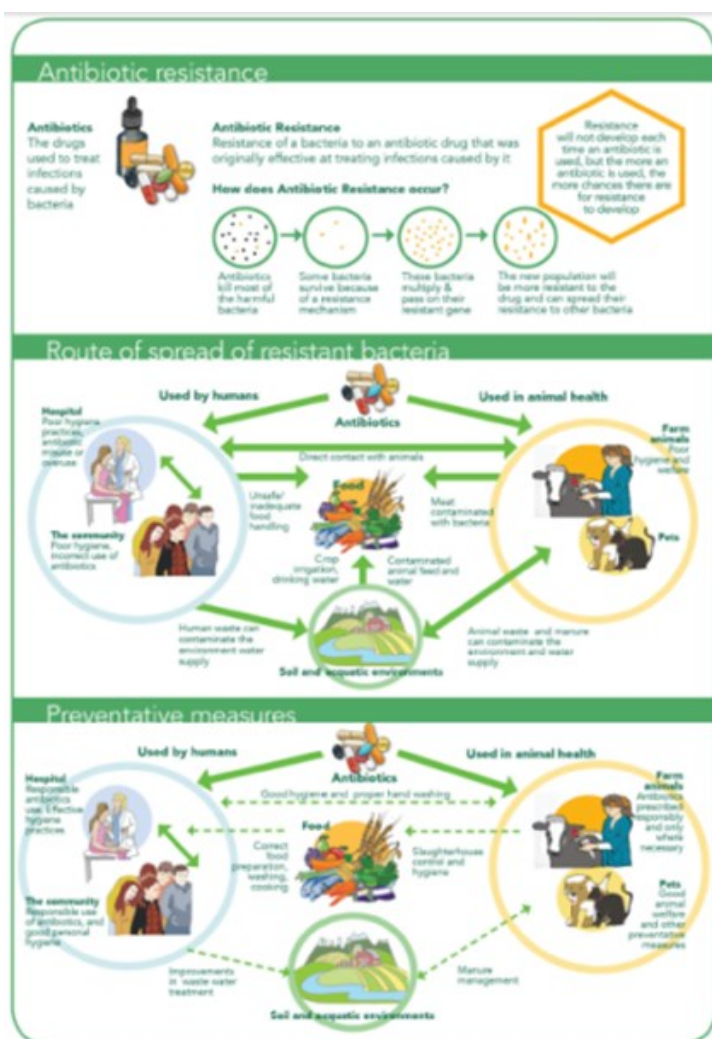 Antibiotic resistance
Antibiotics
The drugs
used to treat
infections
caused by
bacteria
Antibiotic Resistance
Resistance of a bacteria to an antibiotic drug that was
originally effective at treating infections caused by it
How does Antibiotic Resistance occur?
Antibiotics
kill most of
the harmful
bacteria
Some bacteria
survive because
of a resistance
mechanism
These bacteria
multiply &
pass on their
resistant gene
The new population will
be more resistant to the
drug and can spread their
resistance to other bacteria
Resistance
will not develop each
time an antibiotic is
used, but the more an
antibiotic is used, the
more chances there are
for resistance
to develop
Route of spread of resistant bacteria
Used by humans
Antibiotics
Used in animal health
Hospital
Poor hygiene
practices,
antibiotic
misuse or
overuse
The community
Poor hygiene,
incorrect use of
antibiotics
Direct contact with animals
Unsafe/
inadequate
food
handling
Food
Meat
contaminated
with bacteria
Farm
animals
Poor
hygiene and
welfare
Pets
Crop
irrigation,
drinking water
Contaminated
animal feed and
water
Human waste can
contaminate the
environment water
supply
Animal waste and manure
can contaminate the
environment and water
supply
Soil and acquatic environments
Preventative measures
Used by humans
Antibiotics
Used in animal health
Hospital
Responsible
antibiotics
use. Effective
hygiene
practices
The community
Responsible use
of antibiotics, and
good personal
hygiene
Good hygiene and proper hand washing
Food
Correct
food
preparation,
washing,
cooking
Slaughterhouse
control and
hygiene
Farm
animals
Antibiotics
prescribed
responsibly
and only
where
necessary
Pets
Good
animal
welfare
and other
preventative
measures
Improvements
in waste water
treatment
Manure
management
Soil and acquatic environments